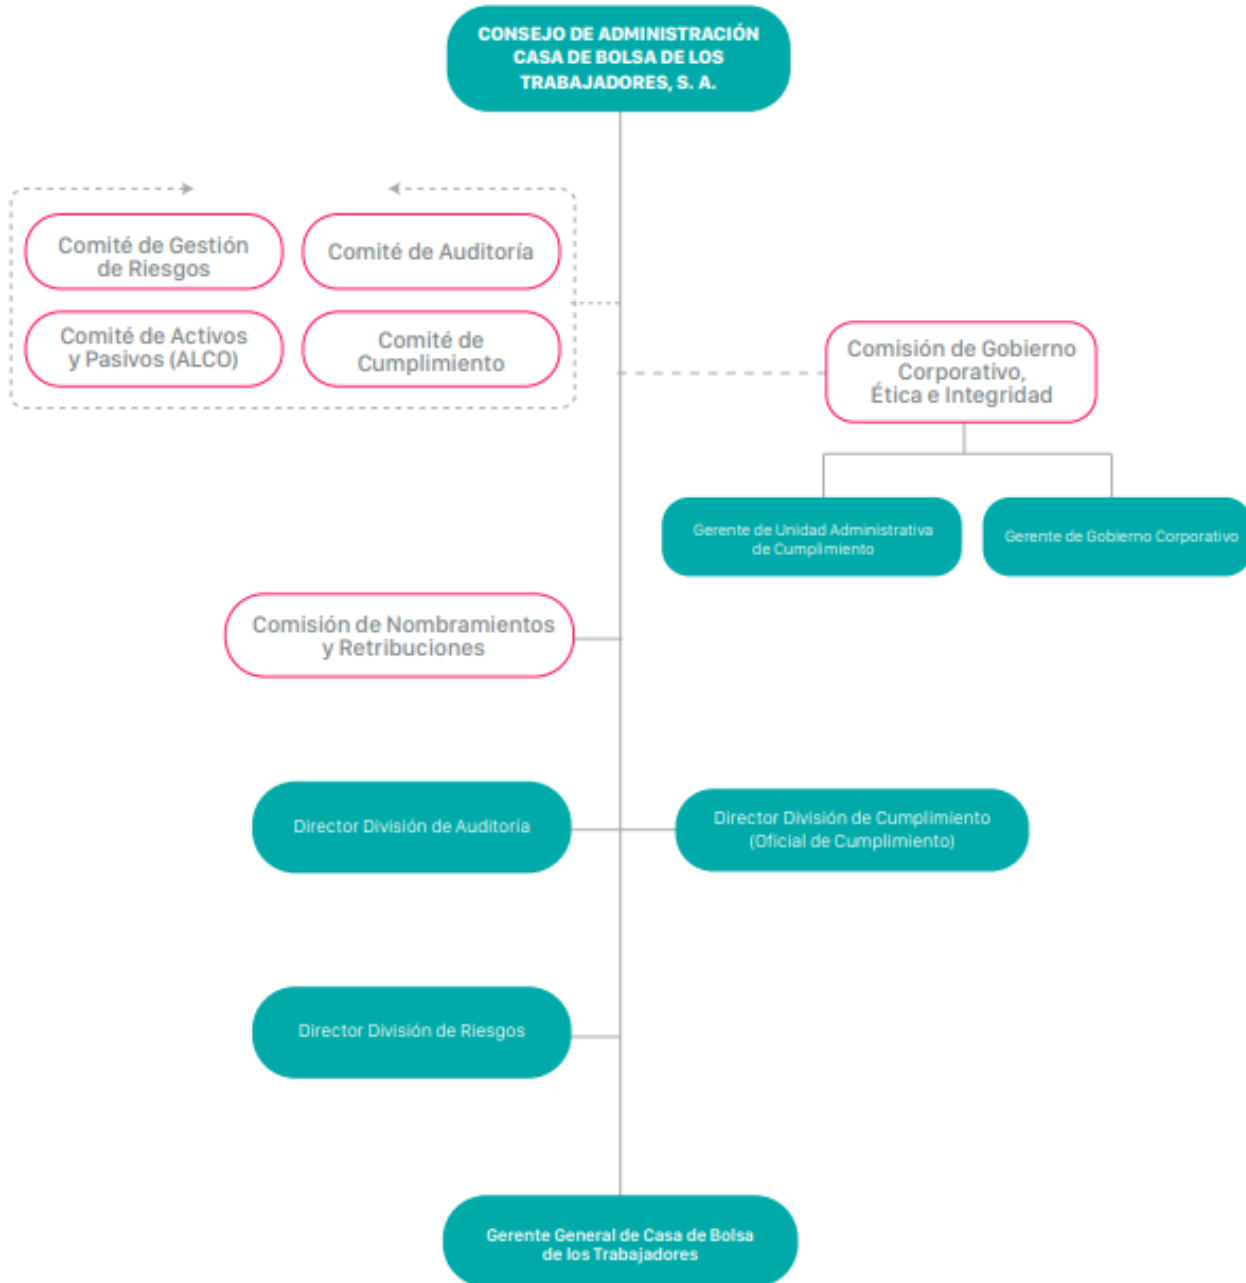 CONSEJO DE ADMINISTRACIÓN
CASA DE BOLSA DE LOS
TRABAJADORES, S. A.
Comité de Gestión
de Riesgos
Comité de Auditoría
Comité de Activos
y Pasivos (ALCO)
Comité de
Cumplimiento
Comisión de Gobierno
Corporativo,
Ética e Integridad
Gerente de Unidad Administrativa
de Cumplimiento
Gerente de Gobierno Corporativo
Comisión de Nombramientos
y Retribuciones
Director División de Auditoría
Director División de Cumplimiento
(Oficial de Cumplimiento)
Director División de Riesgos
Gerente General de Casa de Bolsa
de los Trabajadores